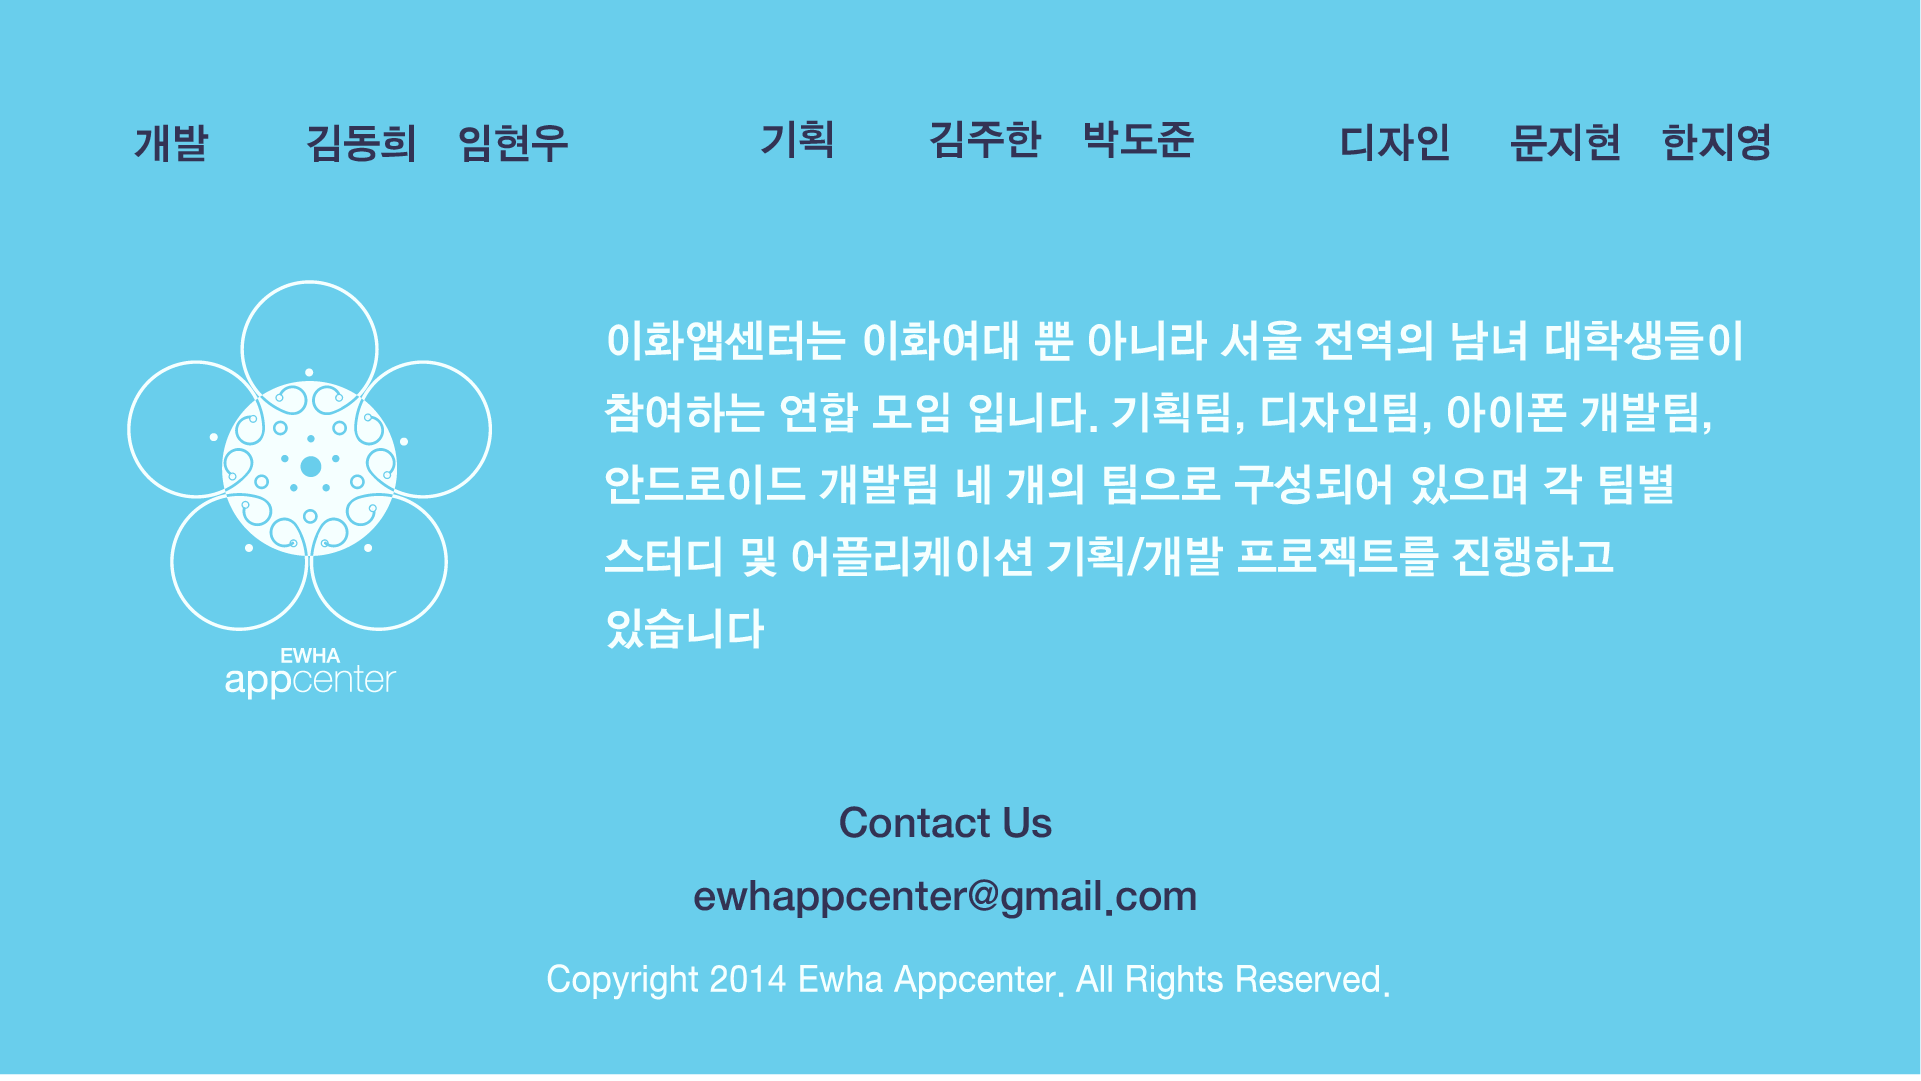 개발 김동희 임현우 기획 김주한 박도준 디자인 문지현 한지영
이화앱센터는 이화여대 뿐 아니라 서울 전역의 남녀 대학생들이
참여하는 연합 모임 입니다. 기획팀, 디자인팀, 아이폰 개발팀,
안드로이드 개발팀 네 개의 팀으로 구성되어 있으며 각 팀별
스터디 및 어플리케이션 기획/개발 프로젝트를 진행하고
있습니다
EWHA
appcenter
Contact Us
ewhappcenter@gmail.com
Copyright 2014 Ewha Appcenter. All Rights Reserved.